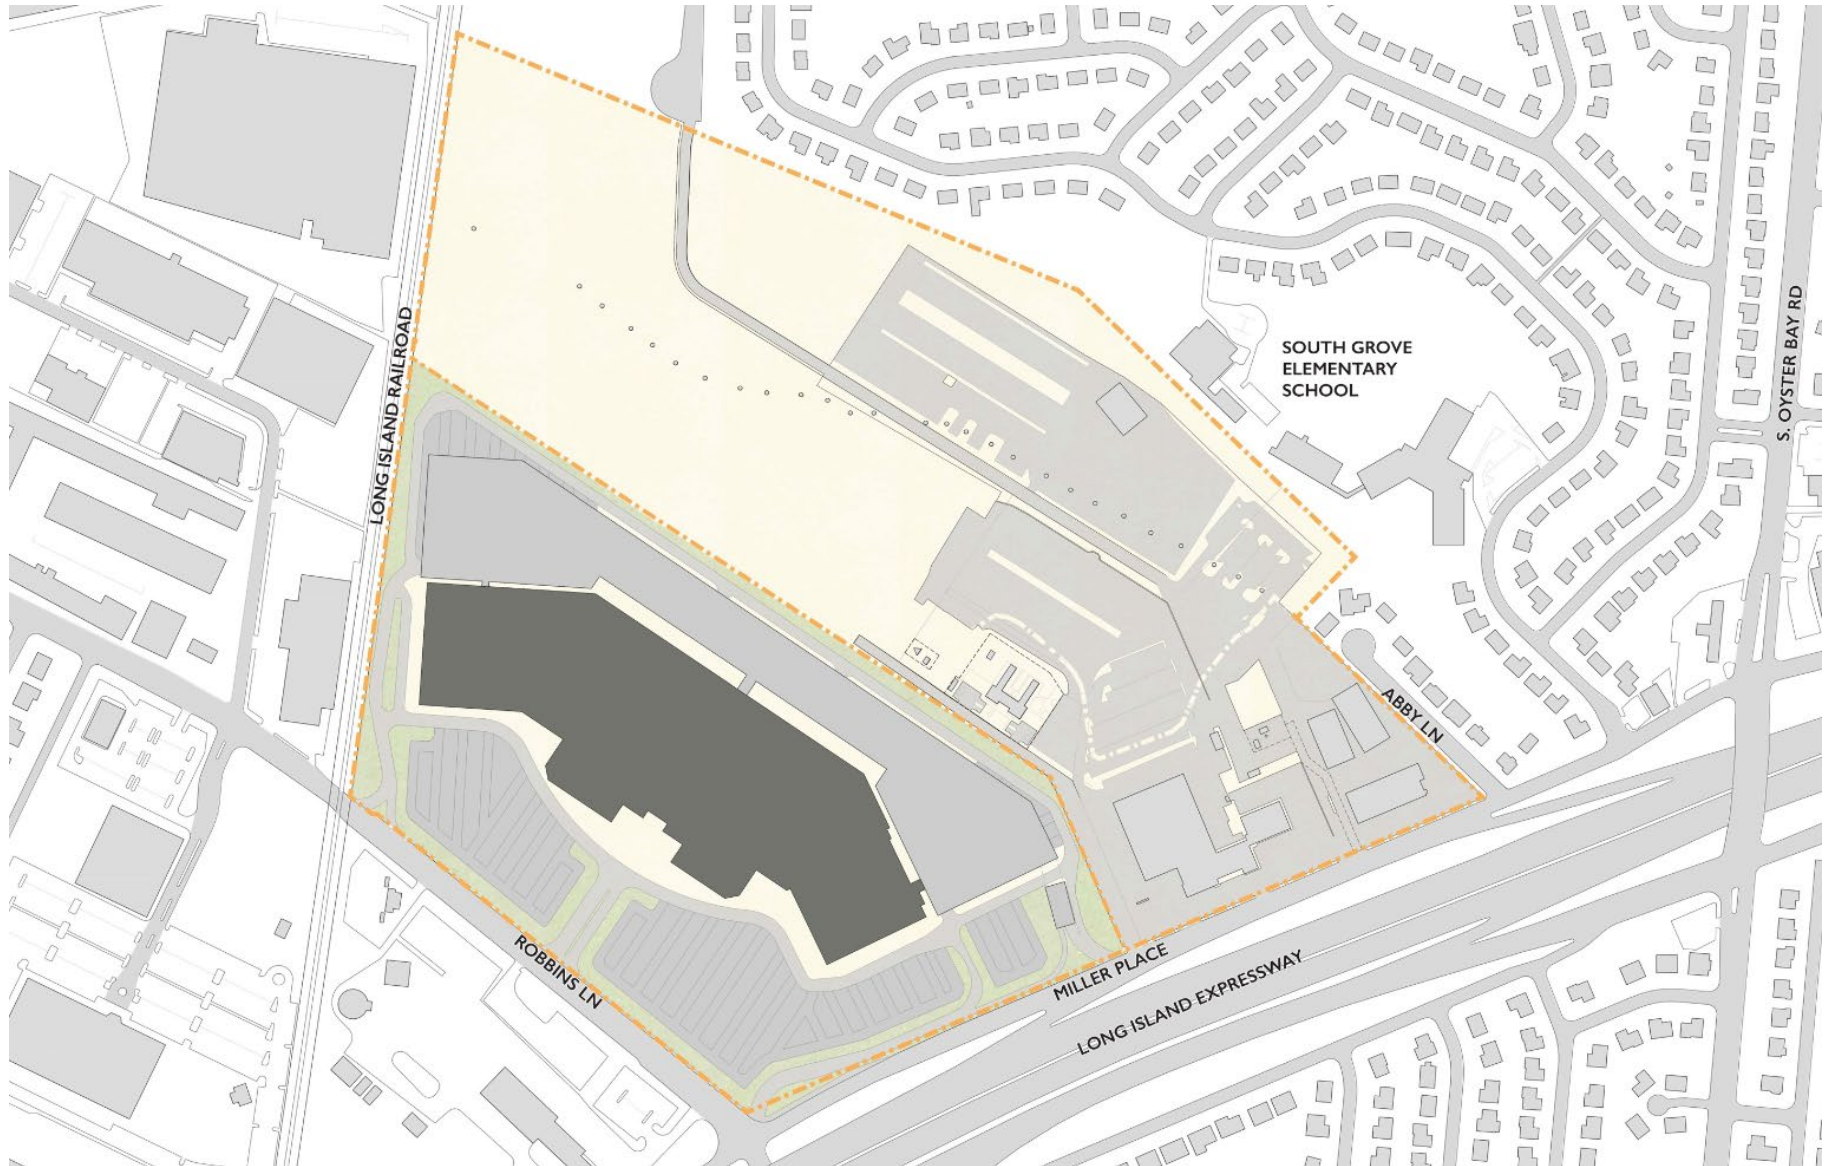 SOUTH GROVE
ELEMENTARY
SCHOOL
S. OYSTER BAY RD
LONG ISLAND RAILROAD
ABBY LN
ROBBINS LN
MILLER PLACE
LONG ISLAND EXPRESSWAY